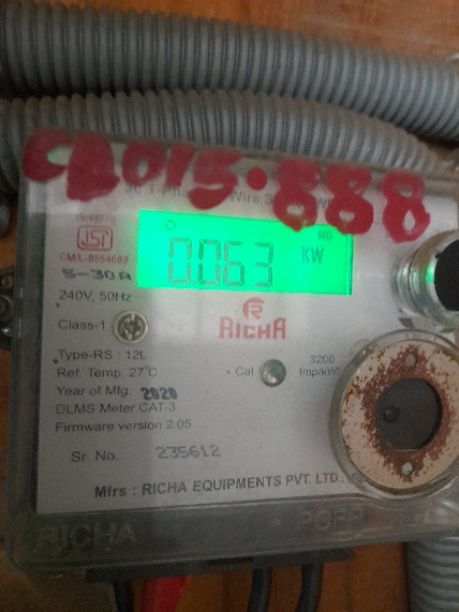 015.888
ISI
CM/L-8554669
MD
0.063 KW
5-30A
240V, 50Hz
RICHA
Class-1
Type-RS : 12L
Cal
3200
Imp/kWh
Ref. Temp. 27°C
Year of Mfg. 2020
DLMS Meter CAT-3
Firmware version 2.05
Sr. No. 235612
Mfrs : RICHA EQUIPMENTS PVT. LTD.
RICHA